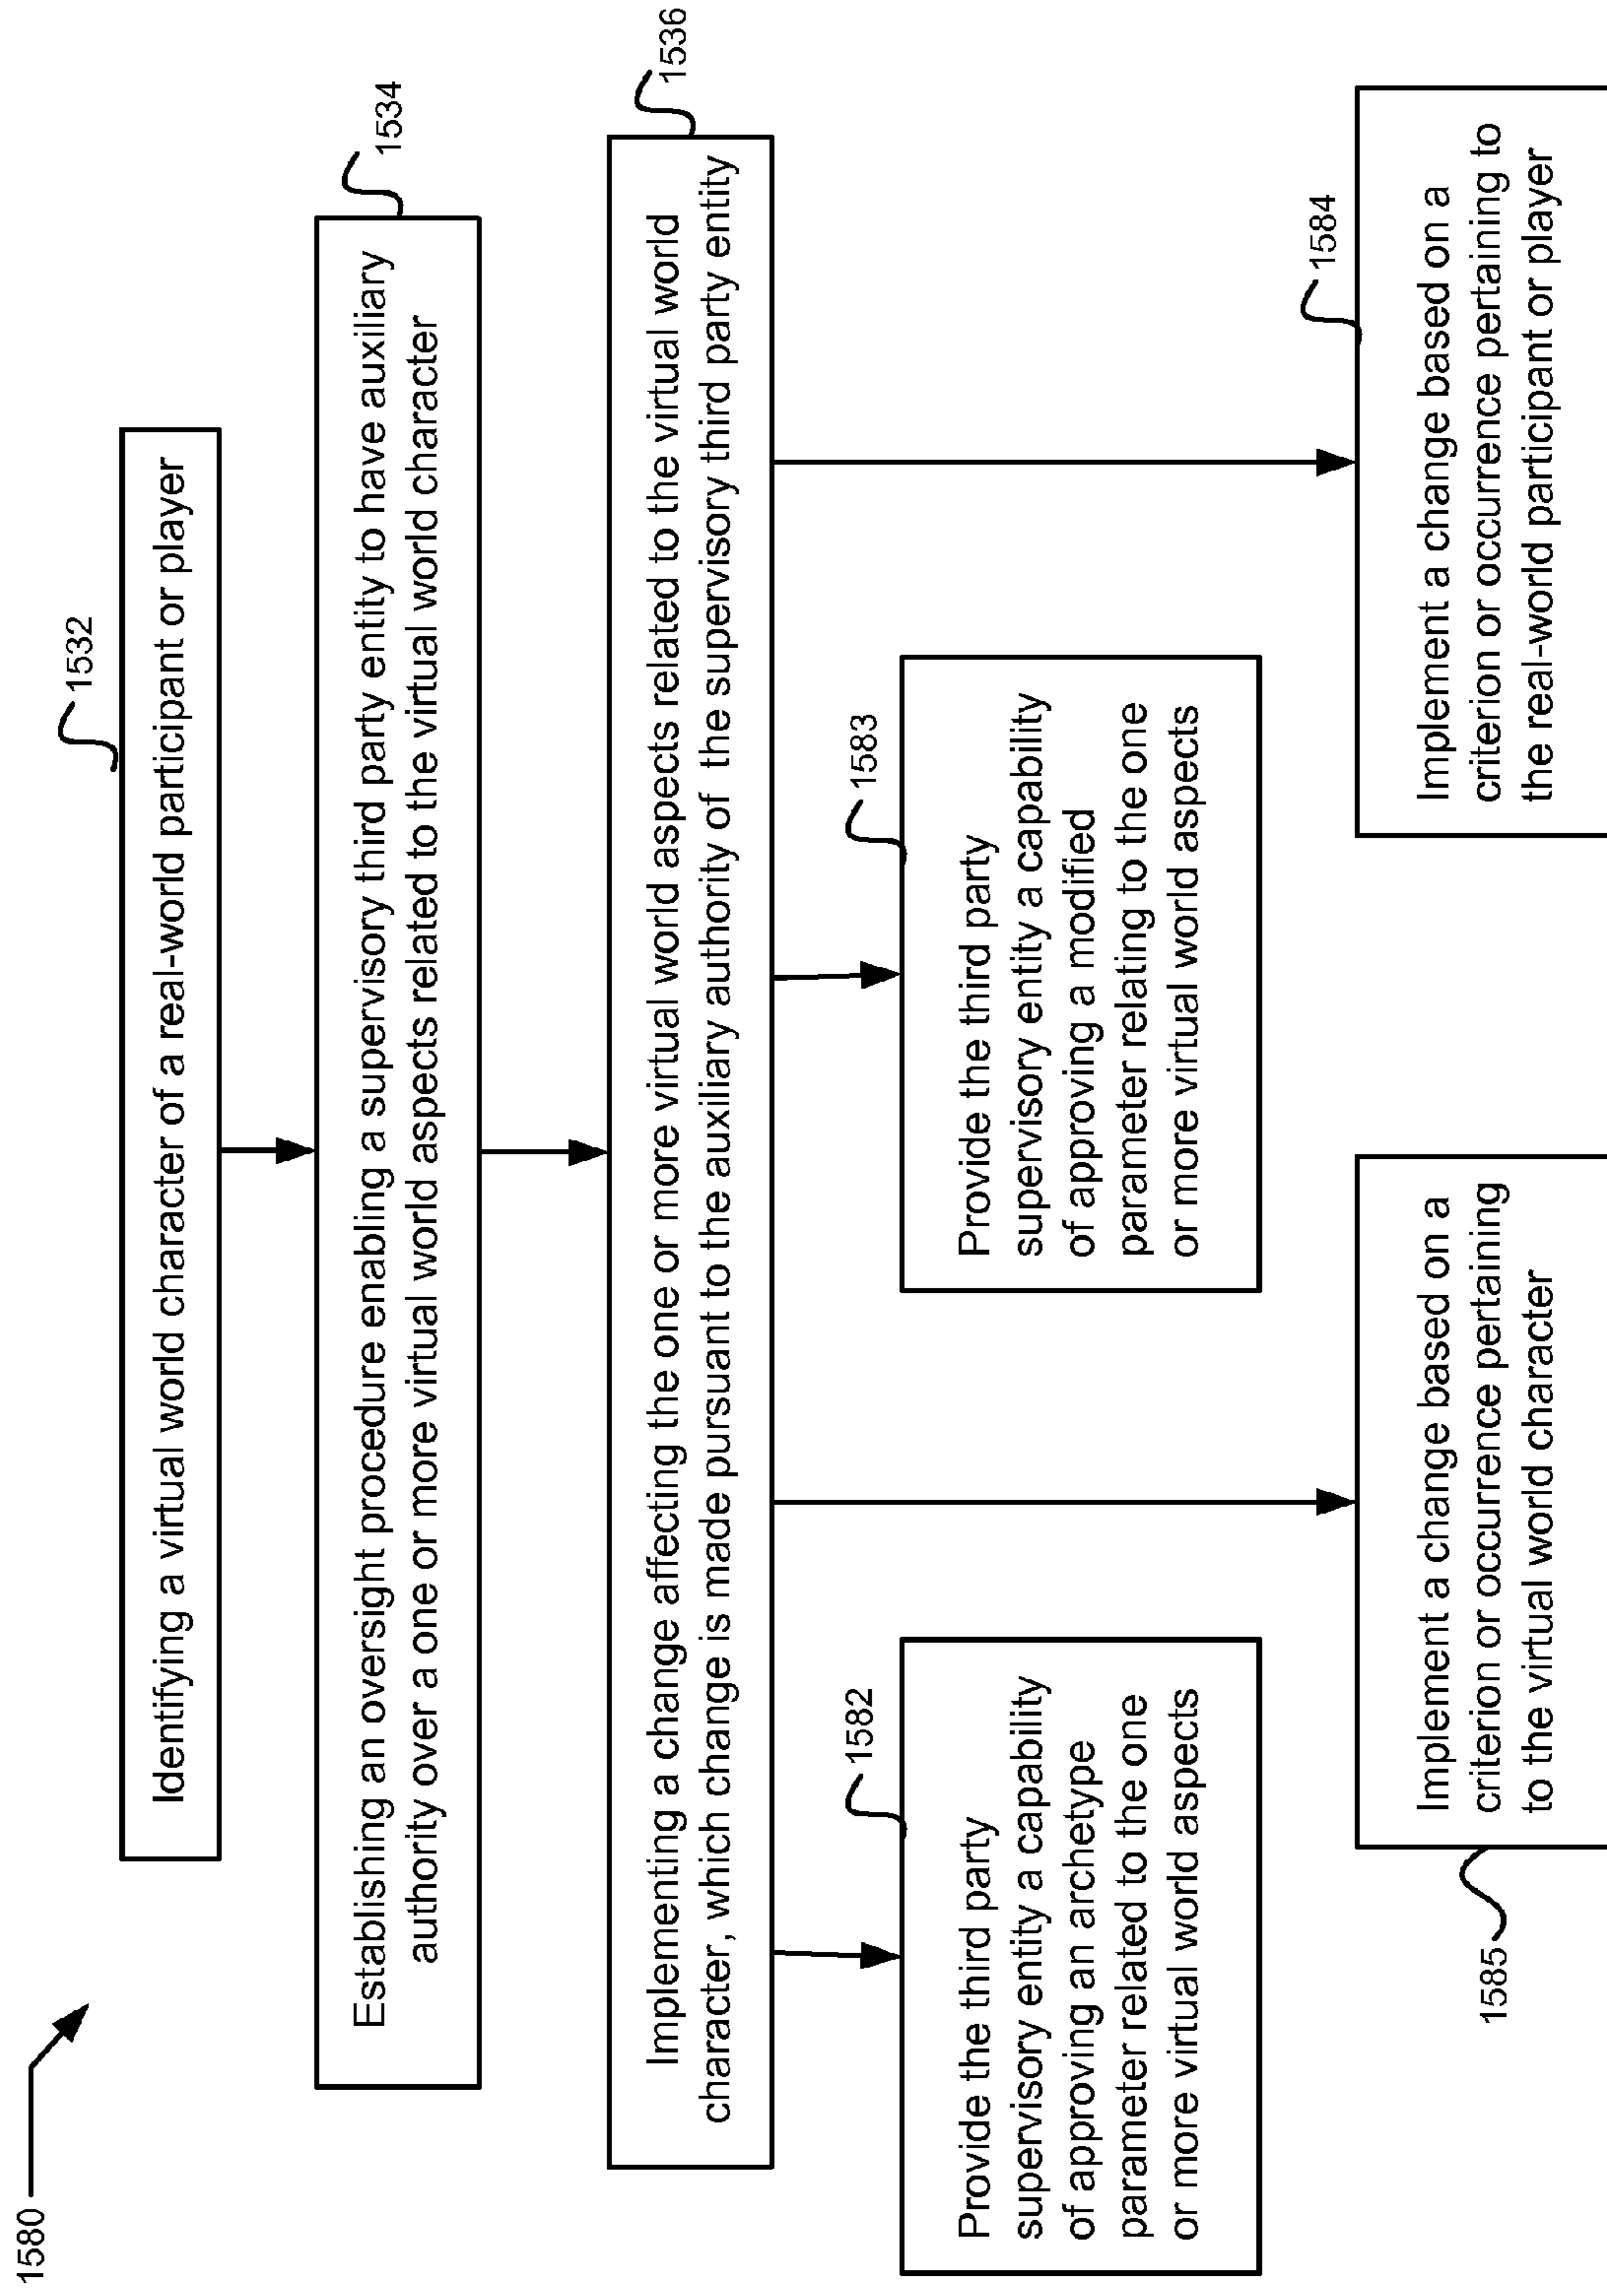 1580
1532
Identifying a virtual world character of a real-world participant or player
1534
Establishing an oversight procedure enabling a supervisory third party entity to have auxiliary
authority over a one or more virtual world aspects related to the virtual world character
1536
Implementing a change affecting the one or more virtual world aspects related to the virtual world
character, which change is made pursuant to the auxiliary authority of the supervisory third party entity
1582
Provide the third party
supervisory entity a capability
of approving an archetype
parameter related to the one
or more virtual world aspects
1583
Provide the third party
supervisory entity a capability
of approving a modified
parameter relating to the one
or more virtual world aspects
1585
Implement a change based on a
criterion or occurrence pertaining
to the virtual world character
1584
Implement a change based on a
criterion or occurrence pertaining to
the real-world participant or player